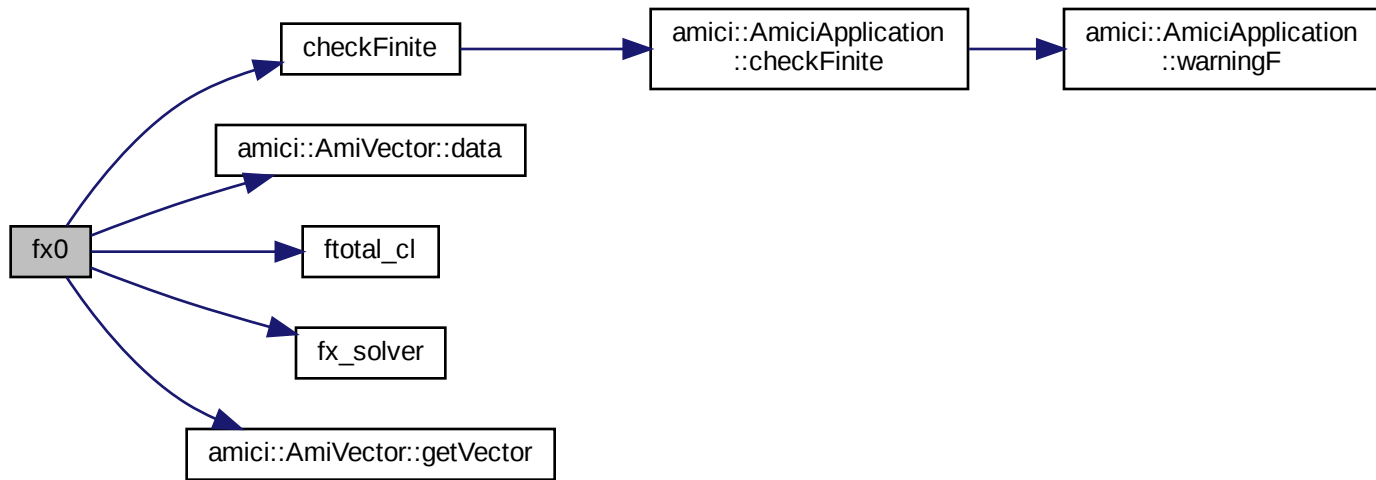 checkFinite
amici::AmiciApplication
::checkFinite
amici::AmiciApplication
::warningF
amici::AmiVector::data
fx0
ftotal_cl
fx_solver
amici::AmiVector::getVector